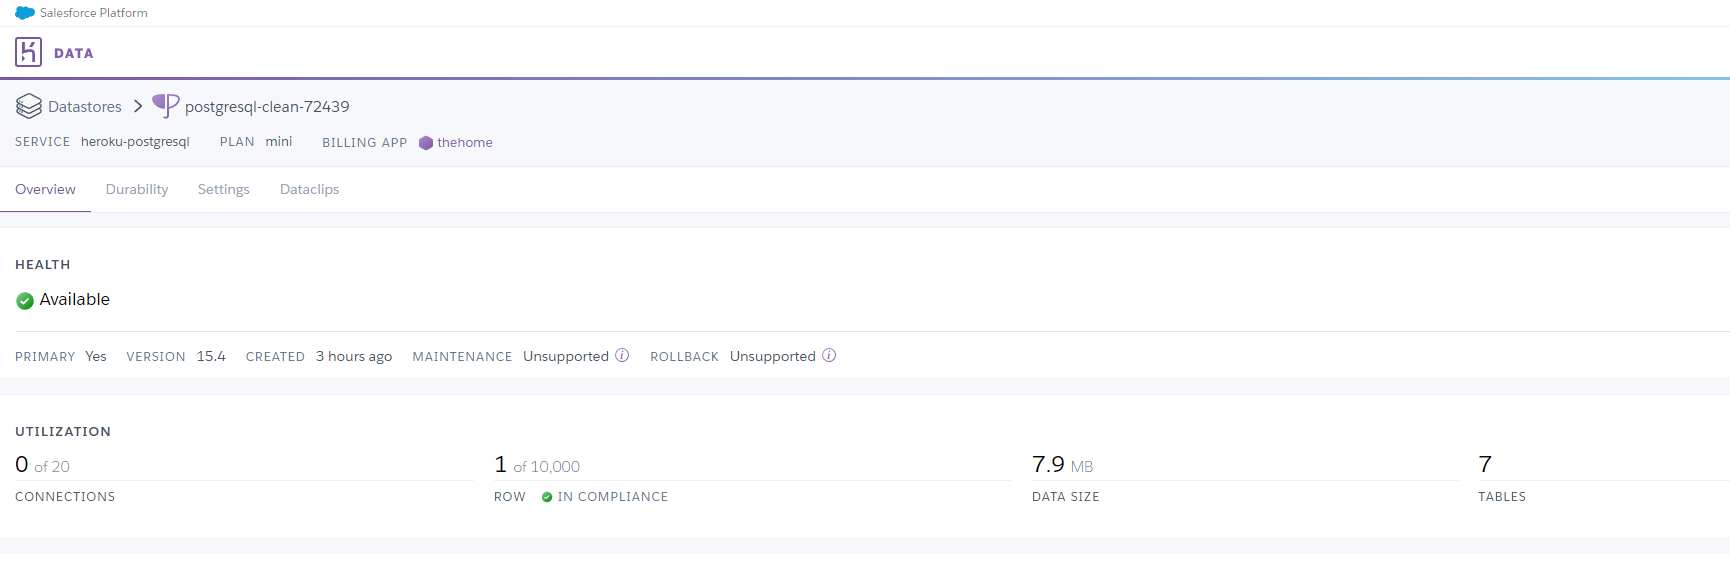 Salesforce Platform
DATA
Datastores postgresql-clean-72439
SERVICE heroku-postgresql PLAN mini BILLING APP thehome
Overview Durability Settings Dataclips
HEALTH
Available
PRIMARY Yes VERSION 15.4 CREATED 3 hours ago MAINTENANCE Unsupported ROLLBACK Unsupported
UTILIZATION
0 of 20 1 of 10,000 7.9 MB 7
CONNECTIONS ROW IN COMPLIANCE DATA SIZE TABLES